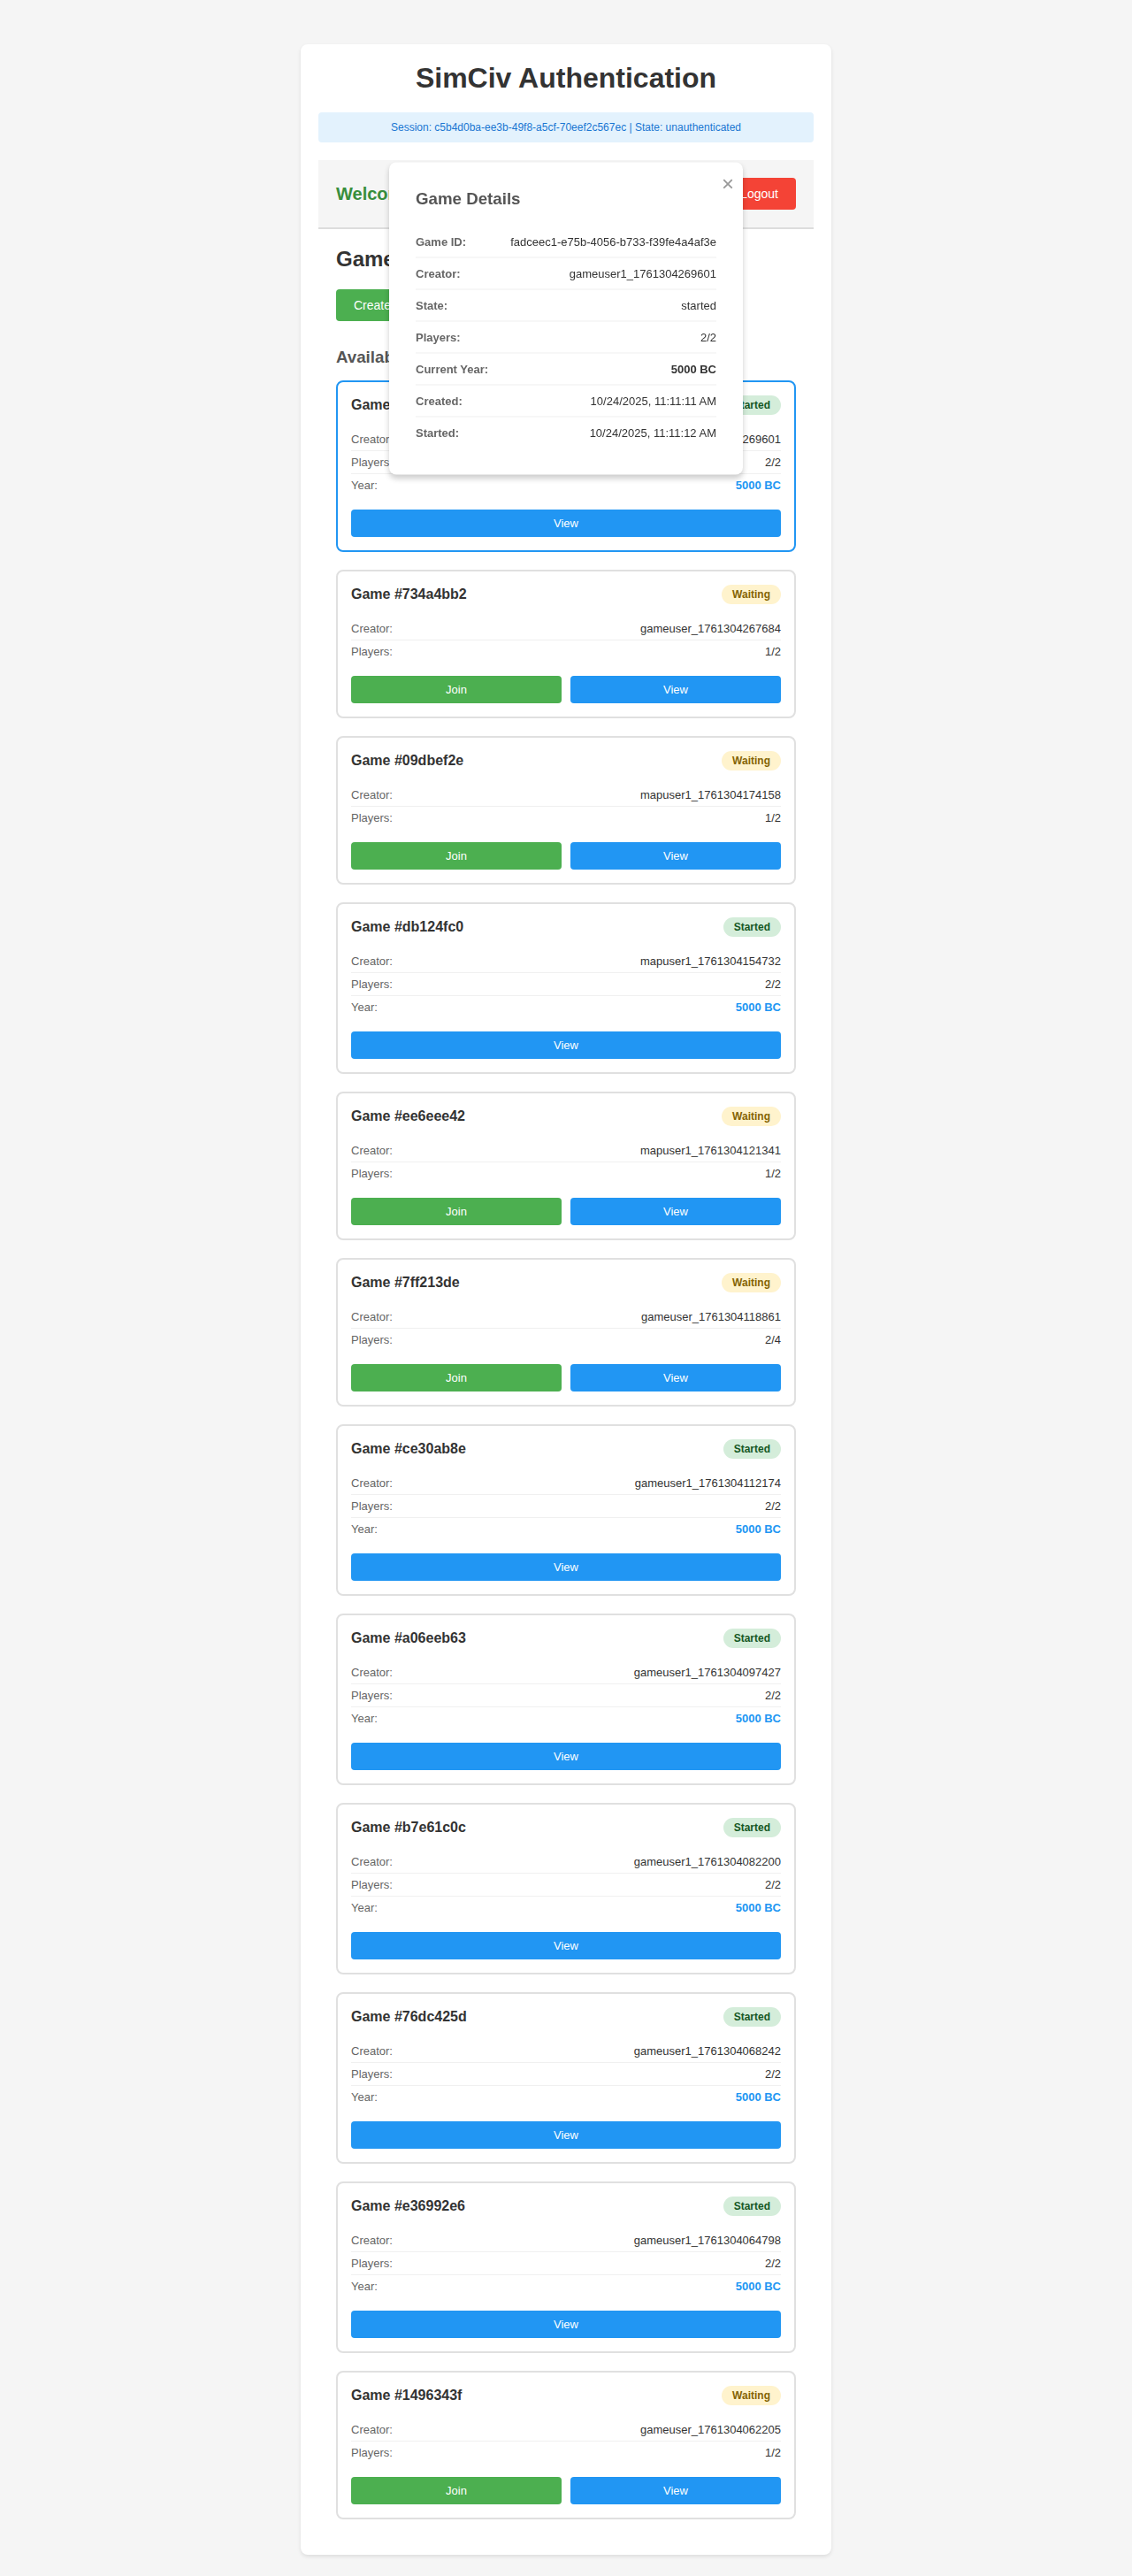 SimCiv Authentication
Session: c5b4d0ba-ee3b-49f8-a5cf-70eef2c567ec | State: unauthenticated
Game Details
×
Game ID: fadceec1-e75b-4056-b733-f39fe4a4af3e
Creator: gameuser1_1761304269601
State: started
Players: 2/2
Current Year: 5000 BC
Created: 10/24/2025, 11:11:11 AM
Started: 10/24/2025, 11:11:12 AM
Logout
Game
Create
Game
Creator 269601
Players 2/2
Year: 5000 BC
View
Game #734a4bb2 Waiting
Creator: gameuser_1761304267684
Players: 1/2
Join View
Game #09dbef2e Waiting
Creator: mapuser1_1761304174158
Players: 1/2
Join View
Game #db124fc0 Started
Creator: mapuser1_1761304154732
Players: 2/2
Year: 5000 BC
View
Game #ee6eee42 Waiting
Creator: mapuser1_1761304121341
Players: 1/2
Join View
Game #7ff213de Waiting
Creator: gameuser_1761304118861
Players: 2/4
Join View
Game #ce30ab8e Started
Creator: gameuser1_1761304112174
Players: 2/2
Year: 5000 BC
View
Game #a06eeb63 Started
Creator: gameuser1_1761304097427
Players: 2/2
Year: 5000 BC
View
Game #b7e61c0c Started
Creator: gameuser1_1761304082200
Players: 2/2
Year: 5000 BC
View
Game #76dc425d Started
Creator: gameuser1_1761304068242
Players: 2/2
Year: 5000 BC
View
Game #e36992e6 Started
Creator: gameuser1_1761304064798
Players: 2/2
Year: 5000 BC
View
Game #1496343f Waiting
Creator: gameuser_1761304062205
Players: 1/2
Join View